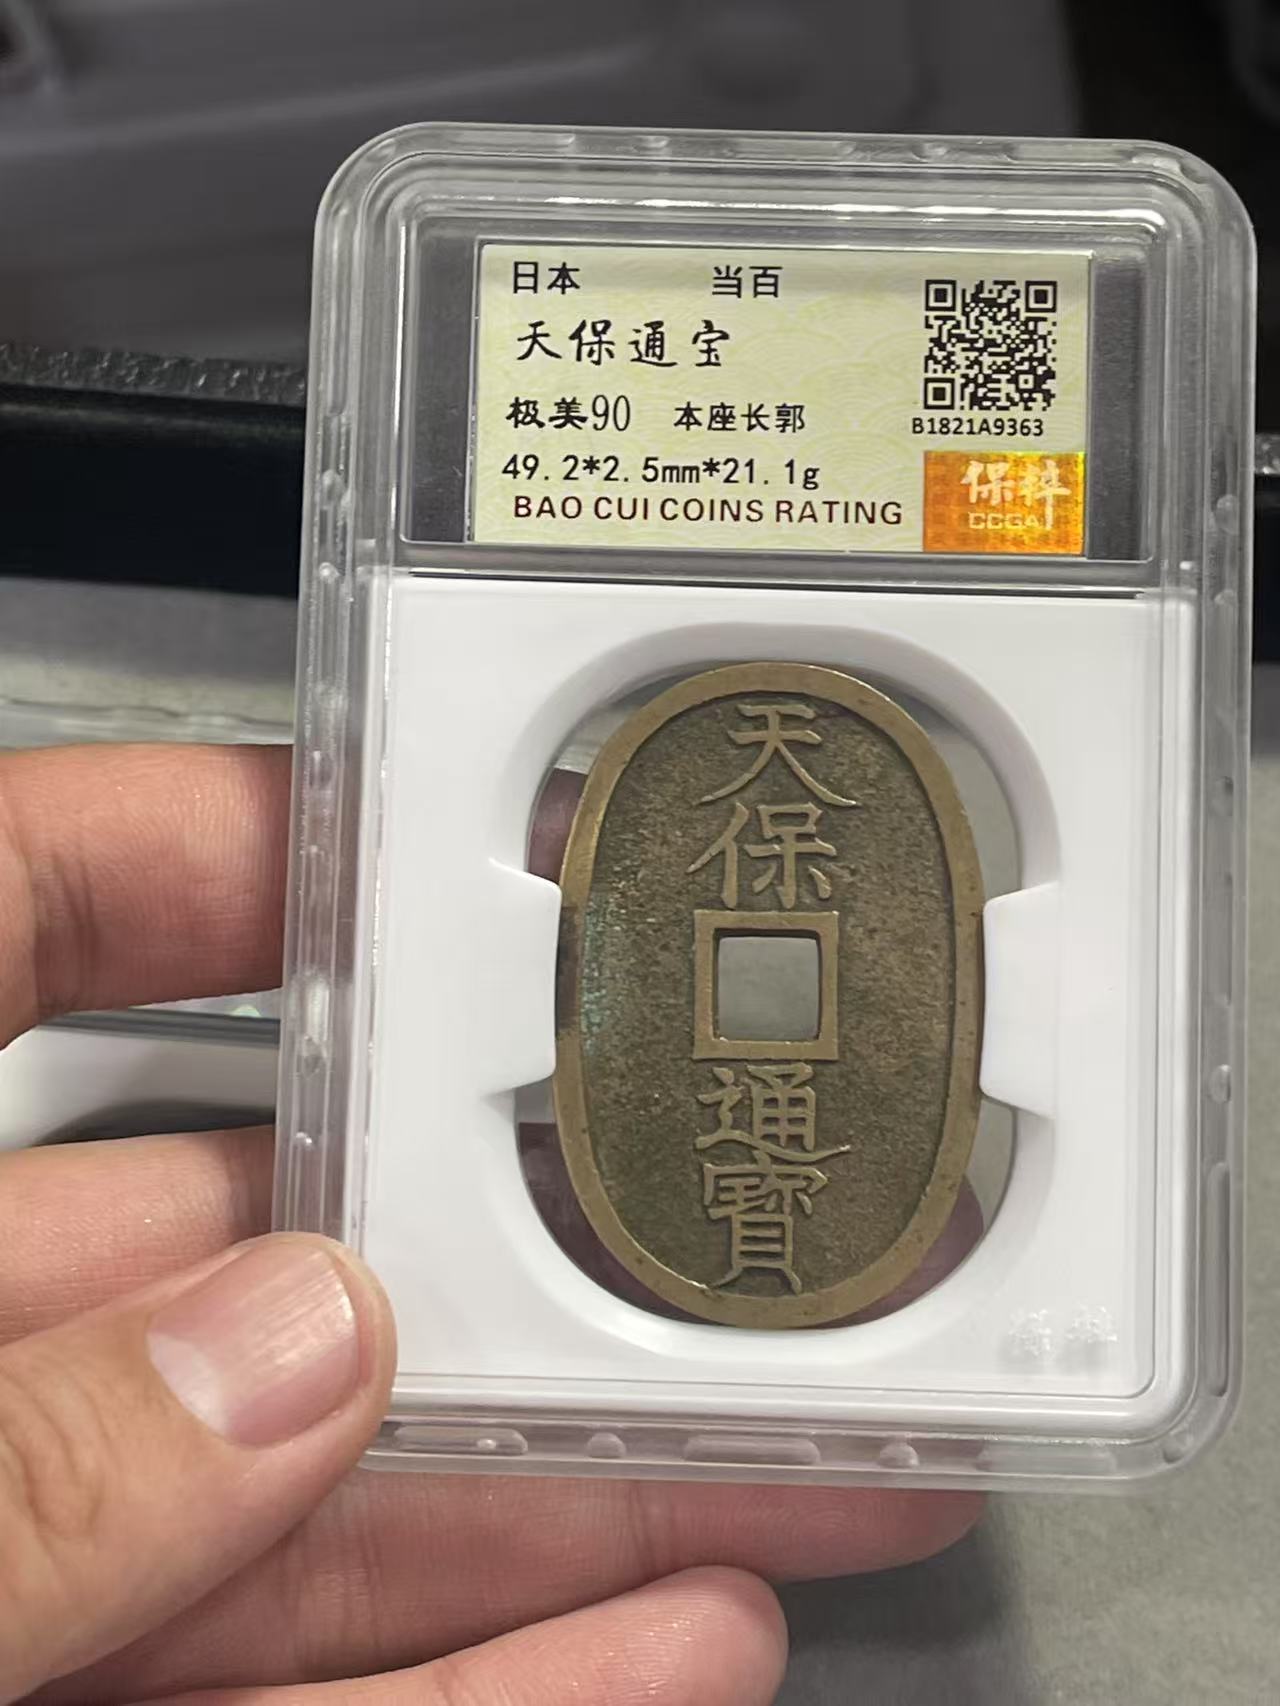 日本 当百
天保通宝
极美90 本座长郭
B1821A9363
49.2*2.5mm*21.1g
BAO CUI COINS RATING
保粹
CCGA
天
保
通
寳